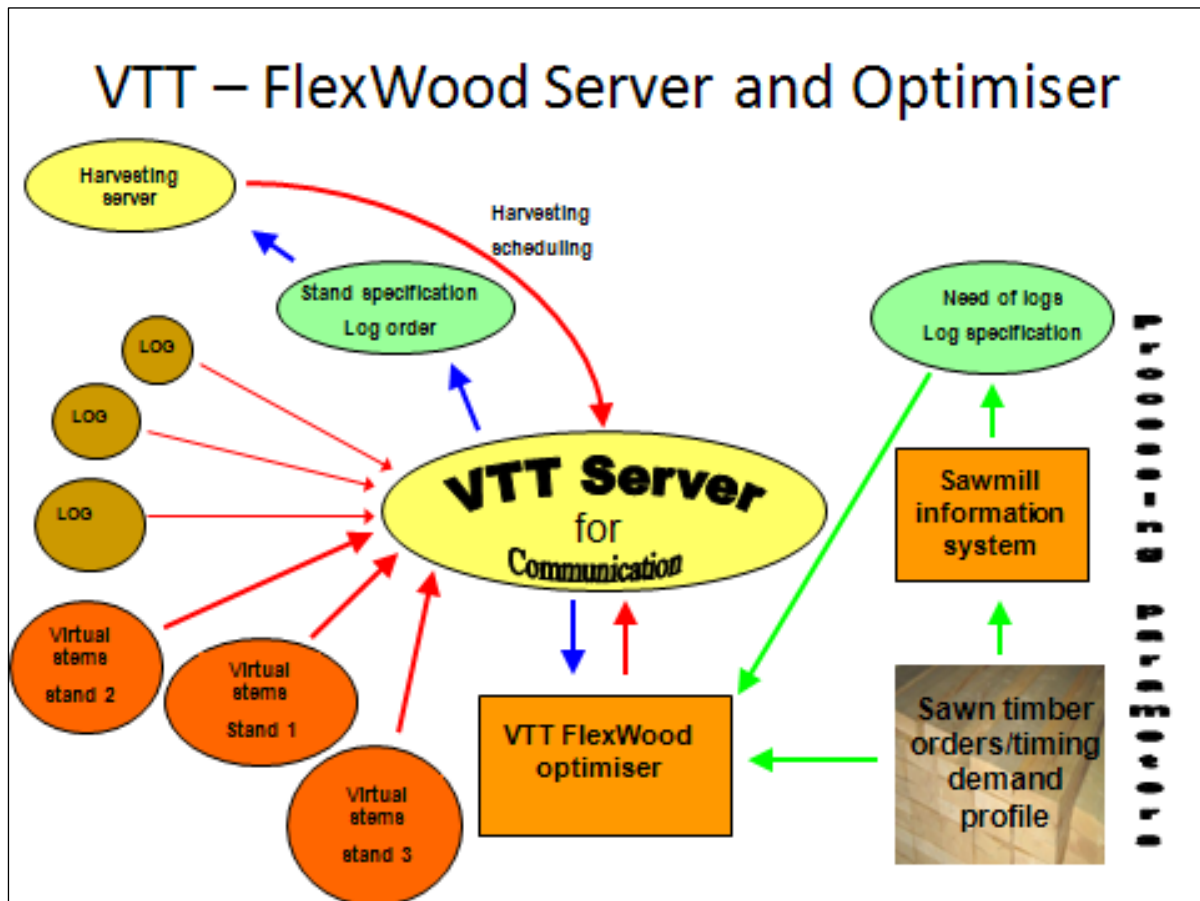 VTT – FlexWood Server and Optimiser
Harvesting
server
Harvesting
scheduling
Stand specification
Log order
Need of logs
Log specification
LOG
LOG
LOG
VTT Server
for
Communication
Sawmill
information
system
Virtual
stems
stand 2
Virtual
stems
Stand 1
Virtual
stems
stand 3
VTT FlexWood
optimiser
Sawn timber
orders/timing
demand
profile
Processing parameters